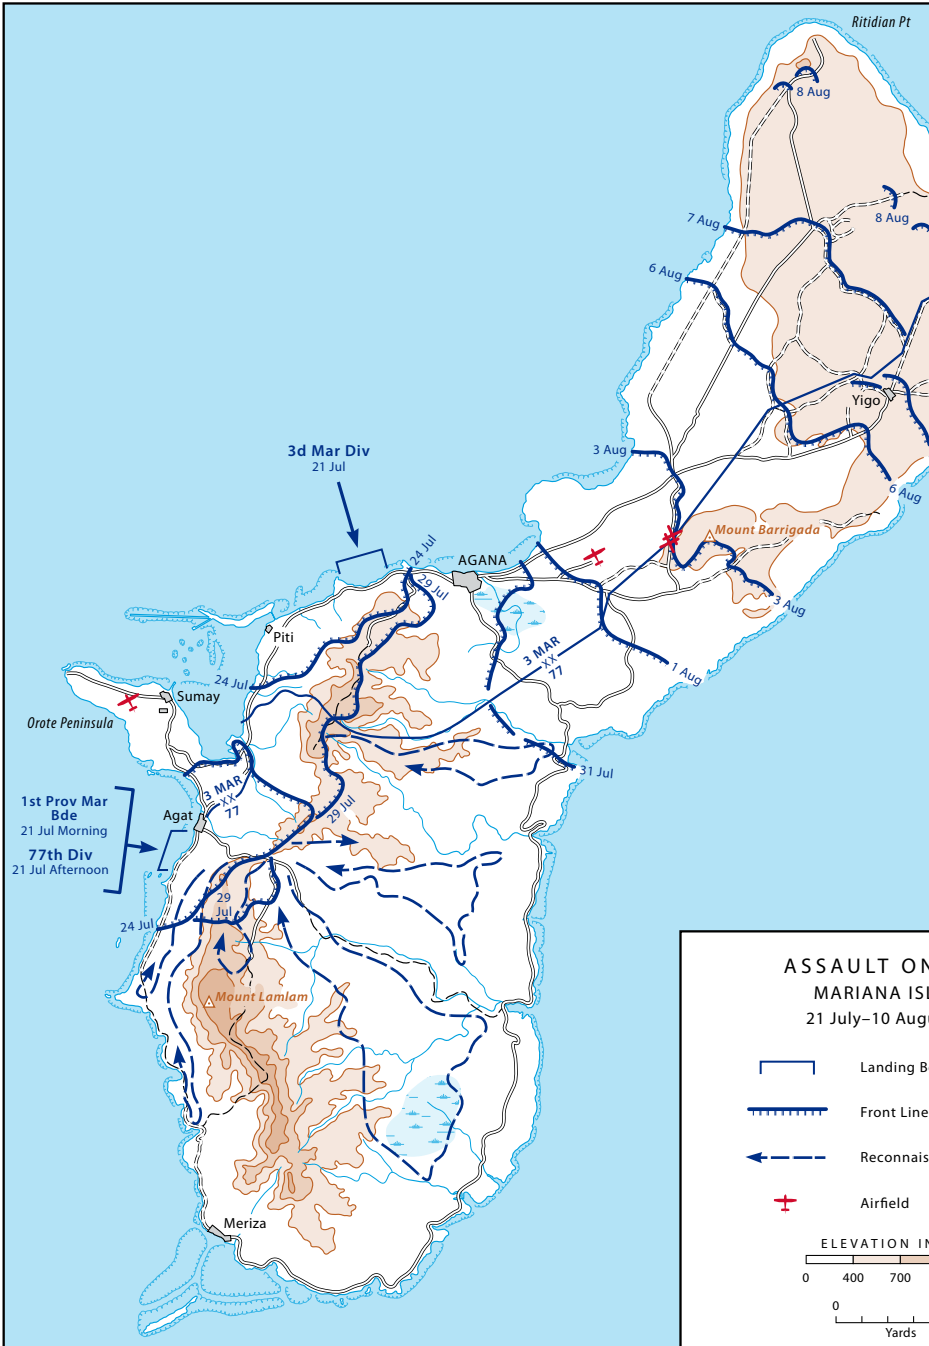 Ritidian Pt
8 Aug
8 Aug
7 Aug
6 Aug
Yigo
3d Mar Div
21 Jul
3 Aug
6 Aug
Mount Barrigada
24 Jul
AGANA
29 Jul
3 Aug
Piti
3 MAR
XX
77
1 Aug
24 Jul
Sumay
Orote Peninsula
31 Jul
3 MAR
XX
77
1st Prov Mar
Bde
21 Jul Morning
77th Div
21 Jul Afternoon
Agat
29 Jul
29
Jul
24 Jul
Mount Lamlam
Meriza
ASSAULT ON
MARIANA ISL
21 July–10 Augu
Landing B
Front Line
Reconnais
Airfield
ELEVATION IN
0 400 700
0
Yards